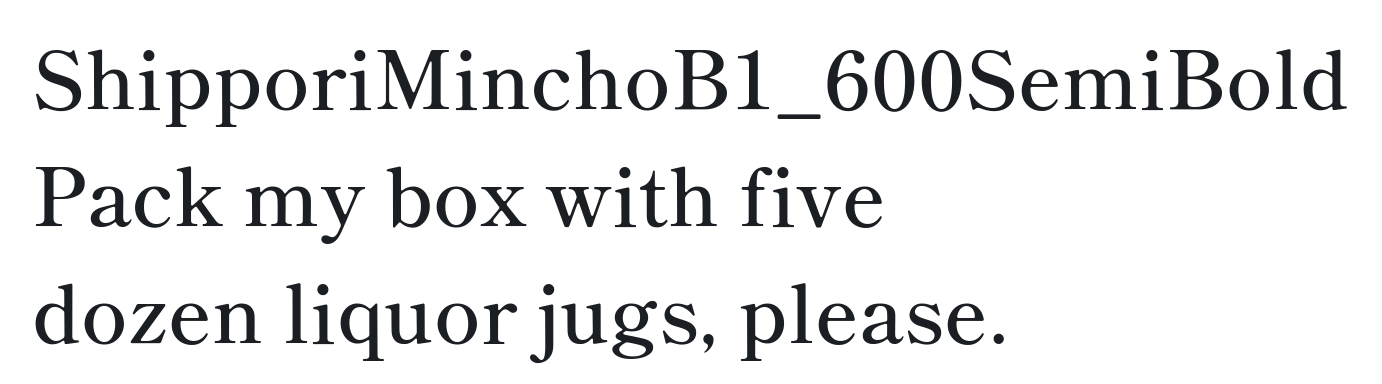 ShipporiMinchoB1_600SemiBold
Pack my box with five
dozen liquor jugs, please.